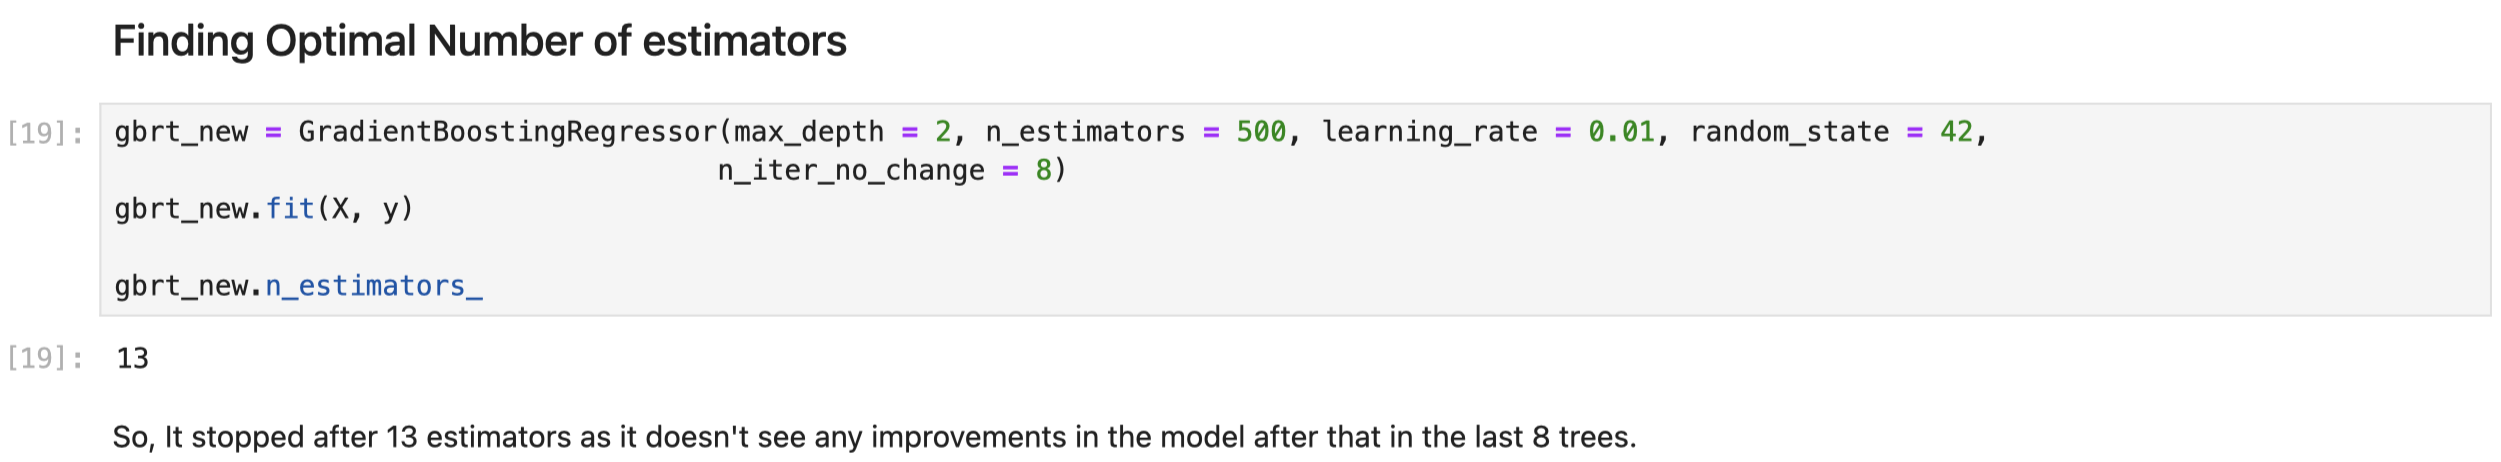 Finding Optimal Number of estimators
[19]: gbrt_new = GradientBoostingRegressor(max_depth = 2, n_estimators = 500, learning_rate = 0.01, random_state = 42,
n_iter_no_change = 8)
gbrt_new.fit(X, y)
gbrt_new.n_estimators_
[19]: 13
So, It stopped after 13 estimators as it doesn't see any improvements in the model after that in the last 8 trees.